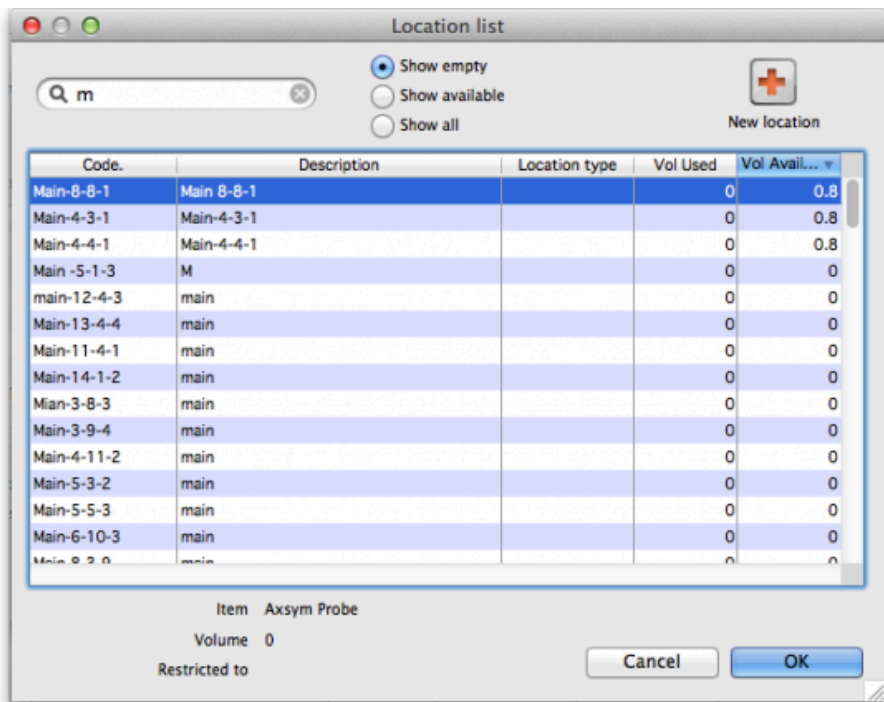 Location list
m
Show empty
Show available
Show all
New location
Code. Description Location type Vol Used Vol Avail...
Main-8-8-1 Main 8-8-1 0 0.8
Main-4-3-1 Main-4-3-1 0 0.8
Main-4-4-1 Main-4-4-1 0 0.8
Main -5-1-3 M 0 0
main-12-4-3 main 0 0
Main-13-4-4 main 0 0
Main-11-4-1 main 0 0
Main-14-1-2 main 0 0
Mian-3-8-3 main 0 0
Main-3-9-4 main 0 0
Main-4-11-2 main 0 0
Main-5-3-2 main 0 0
Main-5-5-3 main 0 0
Main-6-10-3 main 0 0
main 0 0
Item Axsym Probe
Volume 0
Restricted to
Cancel OK